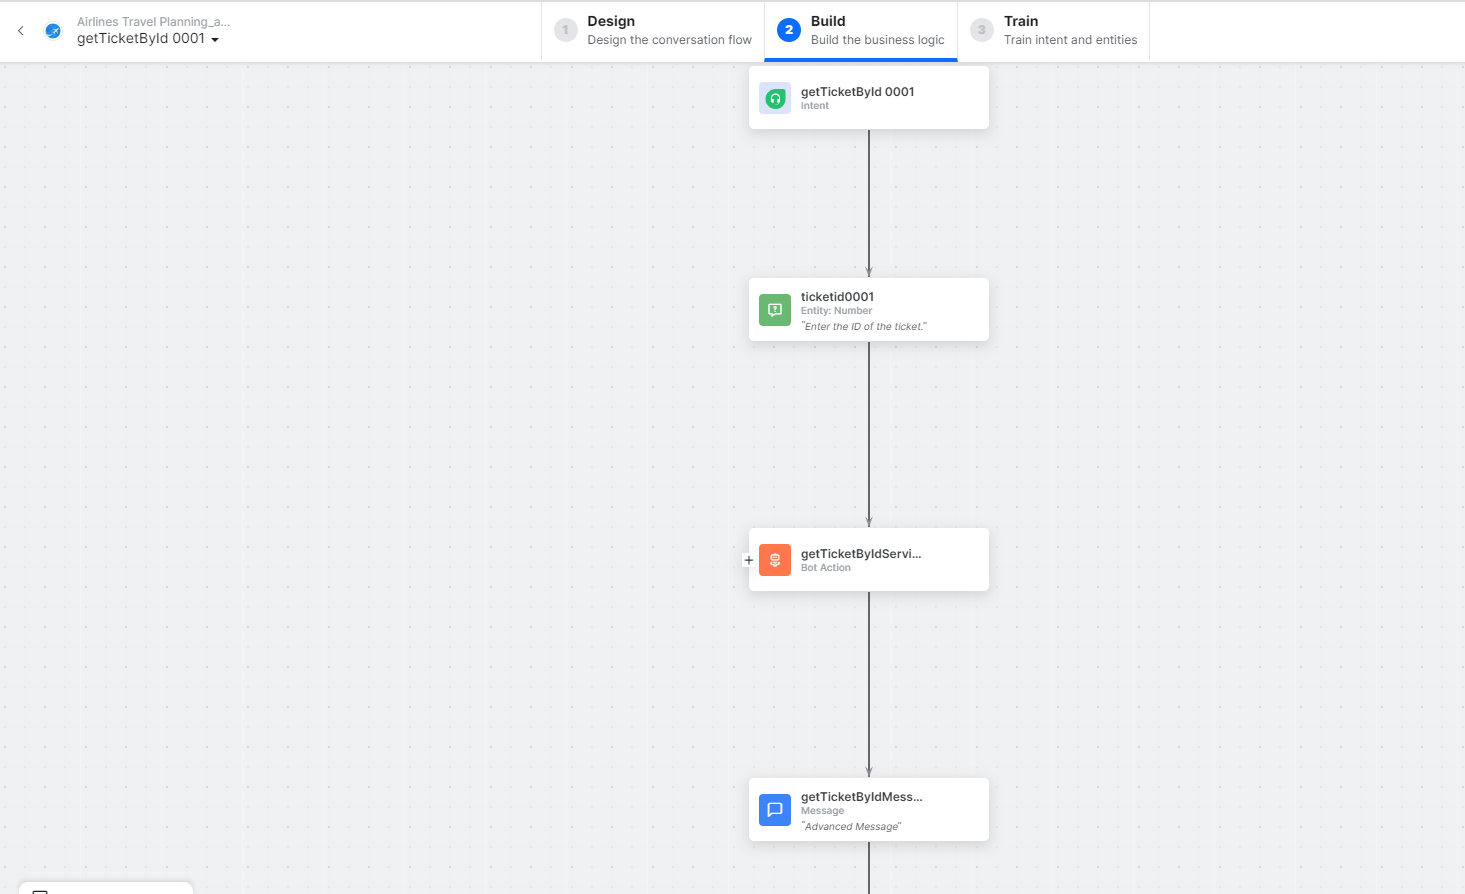 Airlines Travel Planning_a...
getTicketById 0001
1
Design
Design the conversation flow
2
Build
Build the business logic
3
Train
Train intent and entities
getTicketById 0001
Intent
ticketid0001
Entity: Number
"Enter the ID of the ticket."
getTicketByIdServi...
Bot Action
getTicketByIdMess...
Message
"Advanced Message"